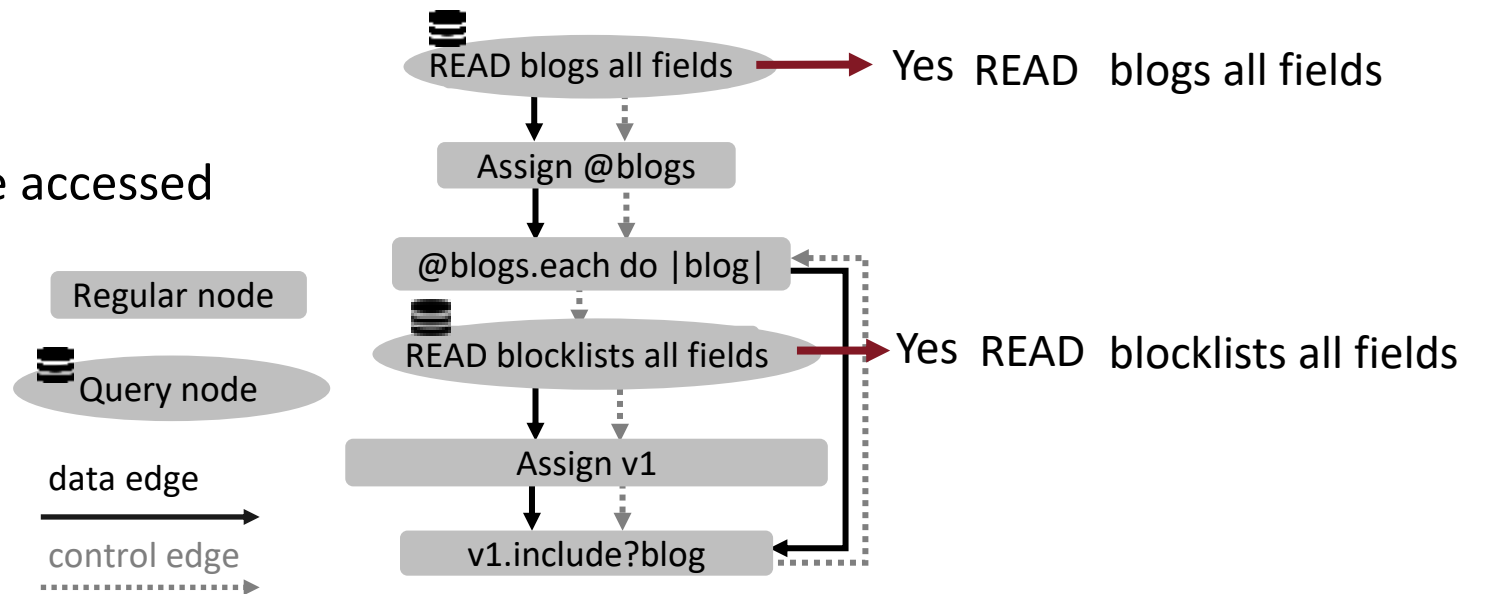 READ blogs all fields
Yes READ blogs all fields
Assign @blogs
e accessed
@blogs.each do |blog|
Regular node
READ blocklists all fields
Yes READ blocklists all fields
Query node
Assign v1
data edge
v1.include?blog
control edge